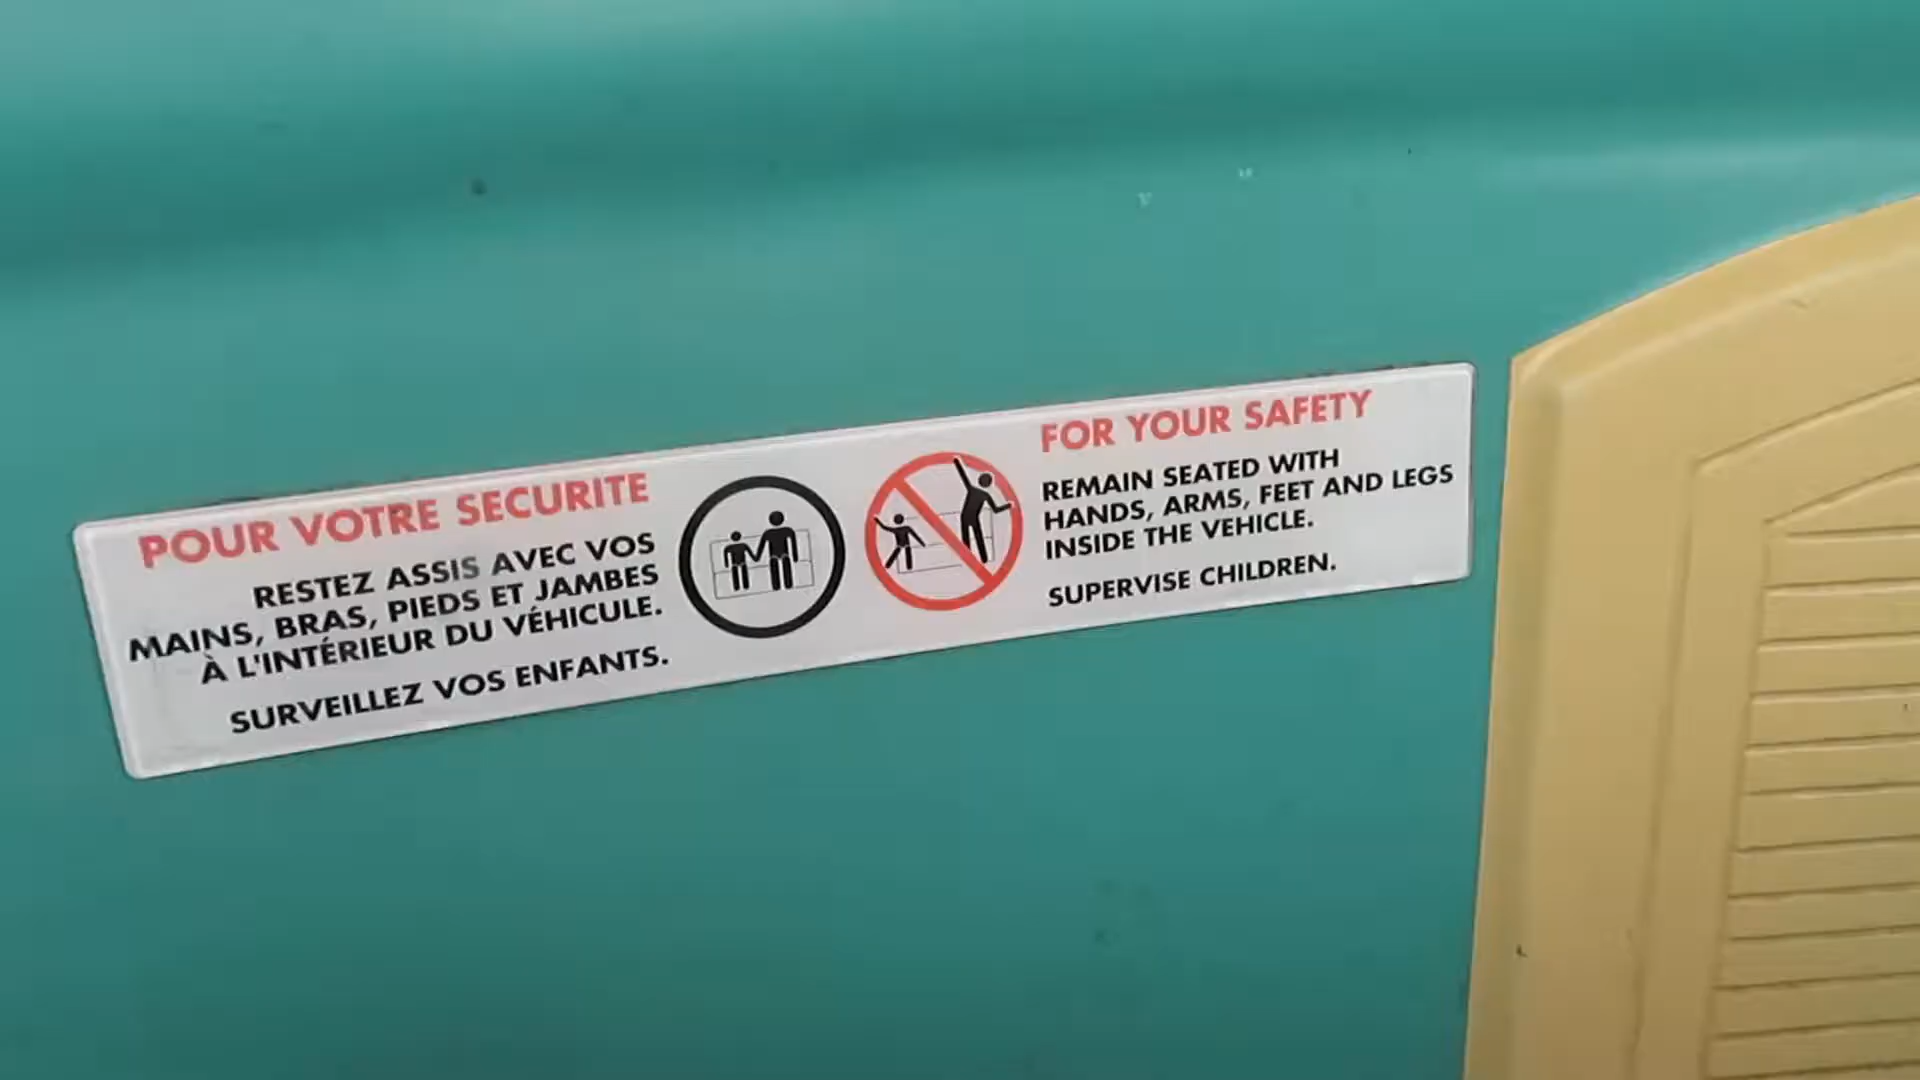 POUR VOTRE SECURITE
RESTEZ ASSIS AVEC VOS
MAINS, BRAS, PIEDS ET JAMBES
À L'INTÉRIEUR DU VÉHICULE.
SURVEILLEZ VOS ENFANTS.
FOR YOUR SAFETY
REMAIN SEATED WITH
HANDS, ARMS, FEET AND LEGS
INSIDE THE VEHICLE.
SUPERVISE CHILDREN.